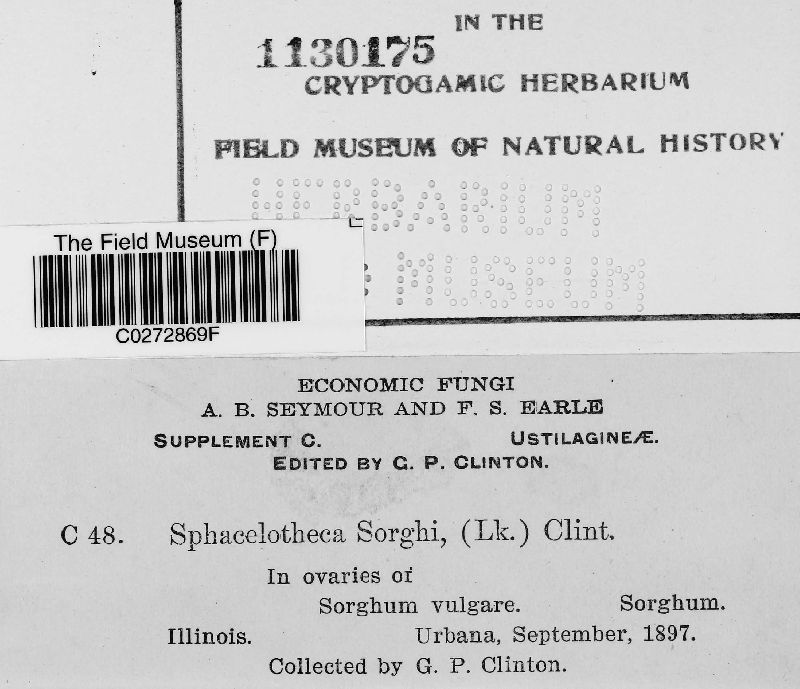 IN THE
1130175
CRYPTOGAMIC HERBARIUM
FIELD MUSEUM OF NATURAL HISTORY
HERBARIUM
MUSEUM
The Field Museum (F)
C0272869F
ECONOMIC FUNGI
A. B. SEYMOUR AND F. S. EARLE
SUPPLEMENT C. USTILAGINEÆ.
EDITED BY G. P. CLINTON.
C 48. Sphacelotheca Sorghi, (Lk.) Clint.
In ovaries of
Sorghum vulgare. Sorghum.
Illinois. Urbana, September, 1897.
Collected by G. P. Clinton.